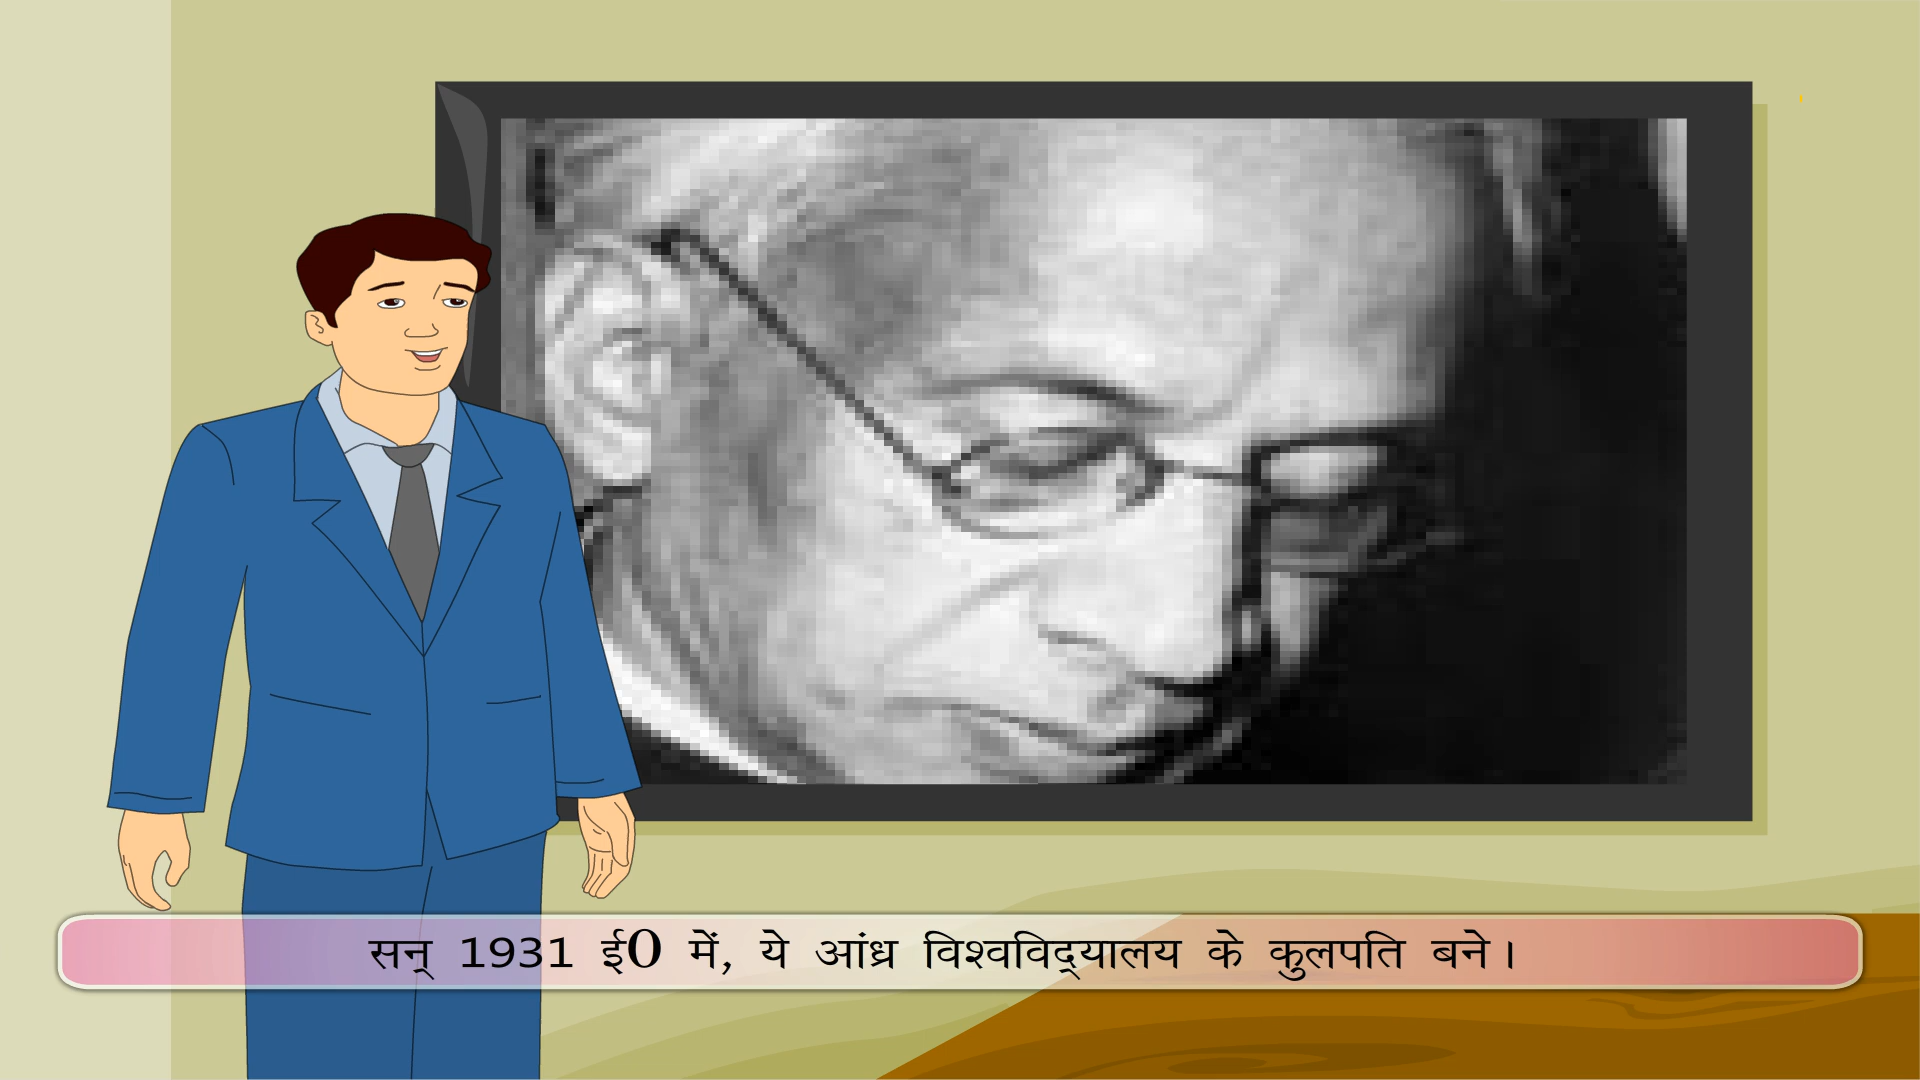 सन् 1931 ई0 में, ये आंध्र विश्वविद्यालय के कुलपति बने।